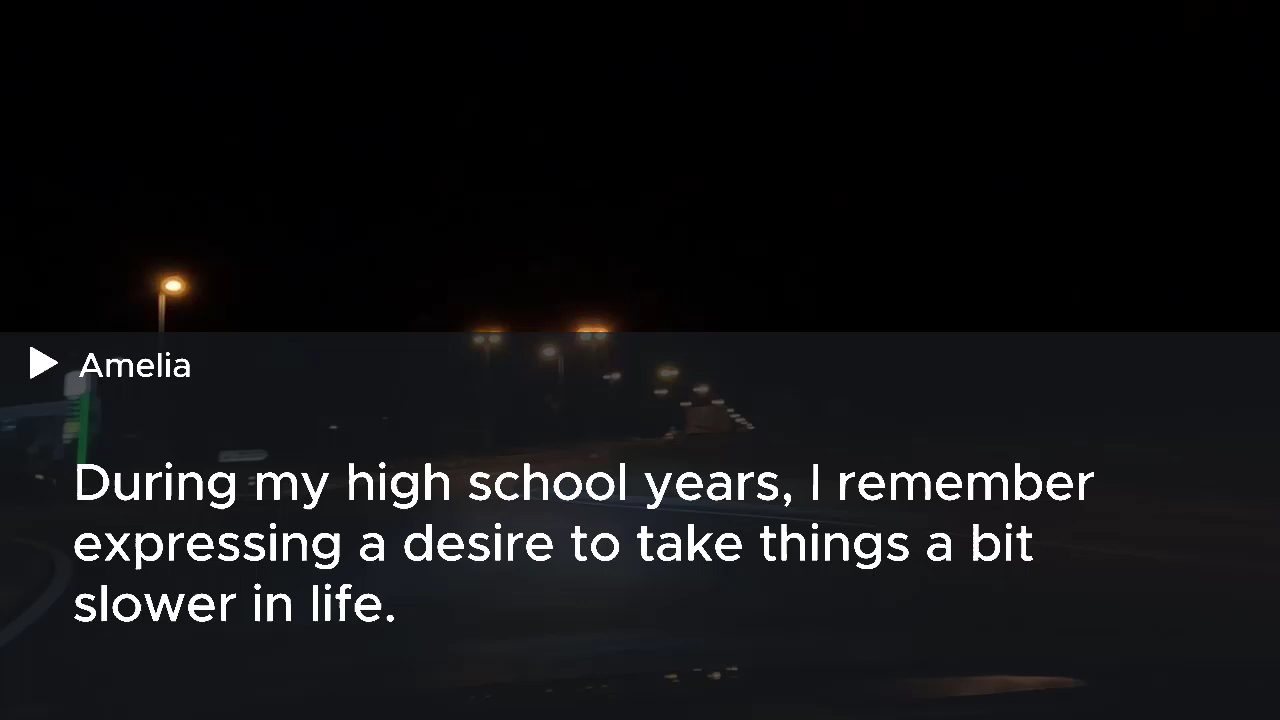 Amelia
During my high school years, I remember
expressing a desire to take things a bit
slower in life.